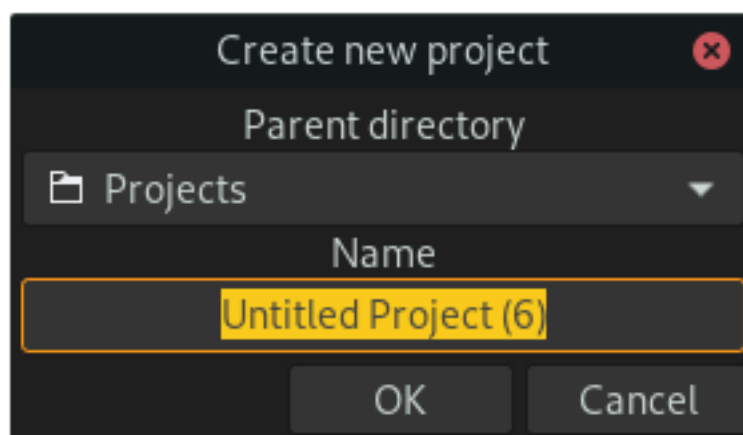 Create new project
Parent directory
Projects
Name
Untitled Project (6)
OK Cancel